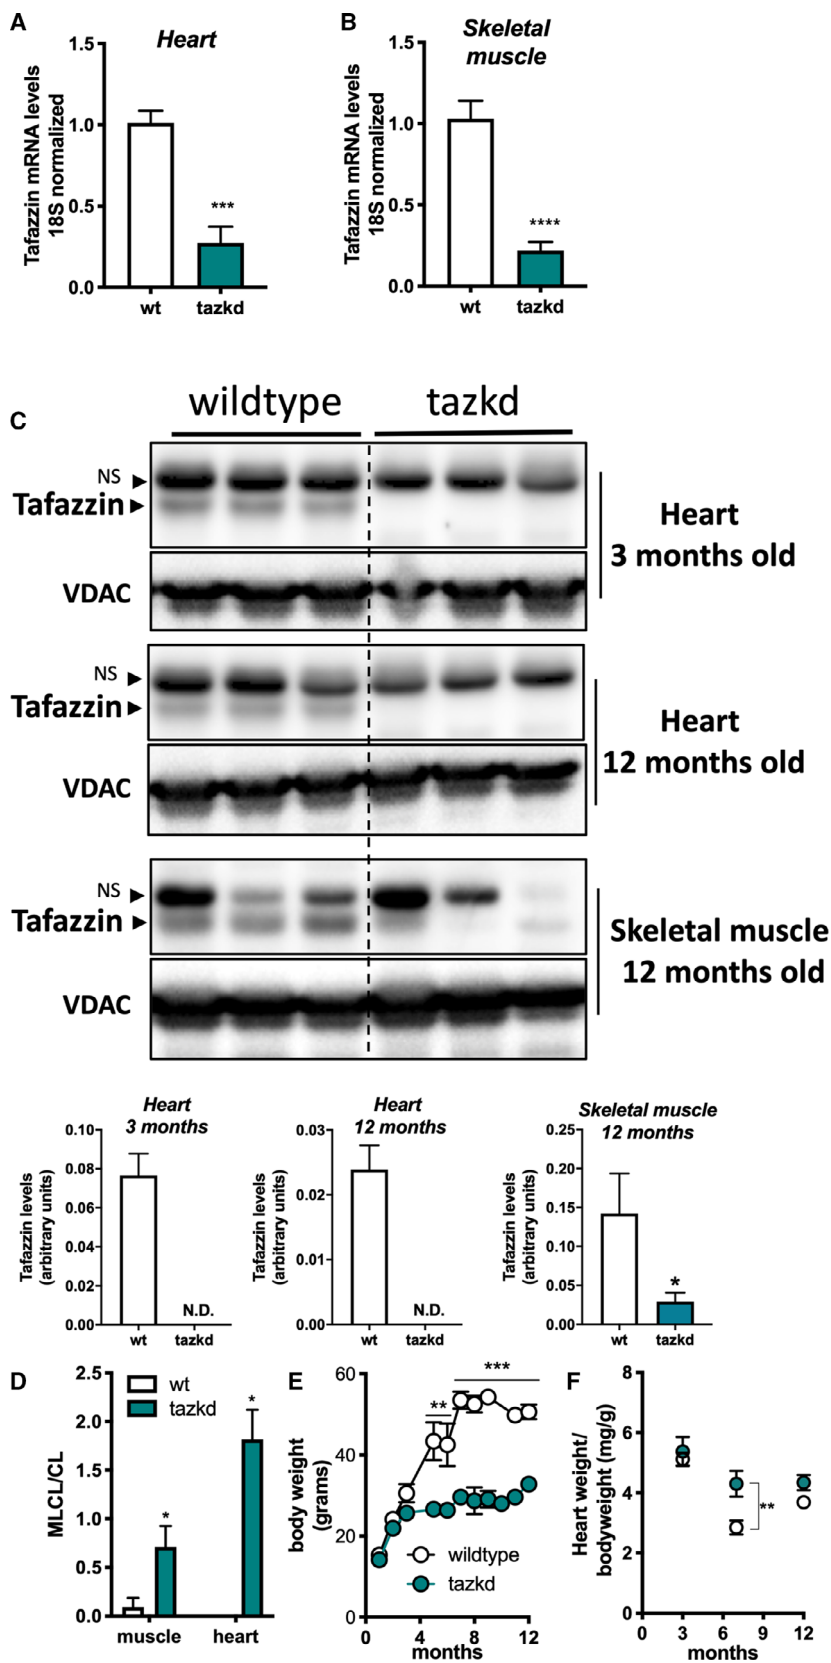 A
Heart
Tafazzin mRNA levels
18S normalized
1.5
1.0
0.5
0.0
***
wt
tazkd
B
Skeletal
muscle
Tafazzin mRNA levels
18S normalized
1.5
1.0
0.5
0.0
****
wt
tazkd
C
wildtype
tazkd
NS
Tafazzin
VDAC
Heart
3 months old
NS
Tafazzin
VDAC
Heart
12 months old
NS
Tafazzin
VDAC
Skeletal muscle
12 months old
Heart
3 months
Tafazzin levels
(arbitrary units)
0.10
0.08
0.06
0.04
0.02
0.00
N.D.
wt
tazkd
Heart
12 months
Tafazzin levels
(arbitrary units)
0.03
0.02
0.01
0.00
N.D.
wt
tazkd
Skeletal muscle
12 months
Tafazzin levels
(arbitrary units)
0.25
0.20
0.15
0.10
0.05
0.00
*
wt
tazkd
D
MLCL/CL
2.5
2.0
1.5
1.0
0.5
0.0
wt
tazkd
*
*
muscle
heart
E
body weight
(grams)
60
40
20
0
**
***
wildtype
tazkd
0
4
8
12
months
F
Heart weight/
bodyweight (mg/g)
8
6
4
2
0
**
0
3
6
9
12
months